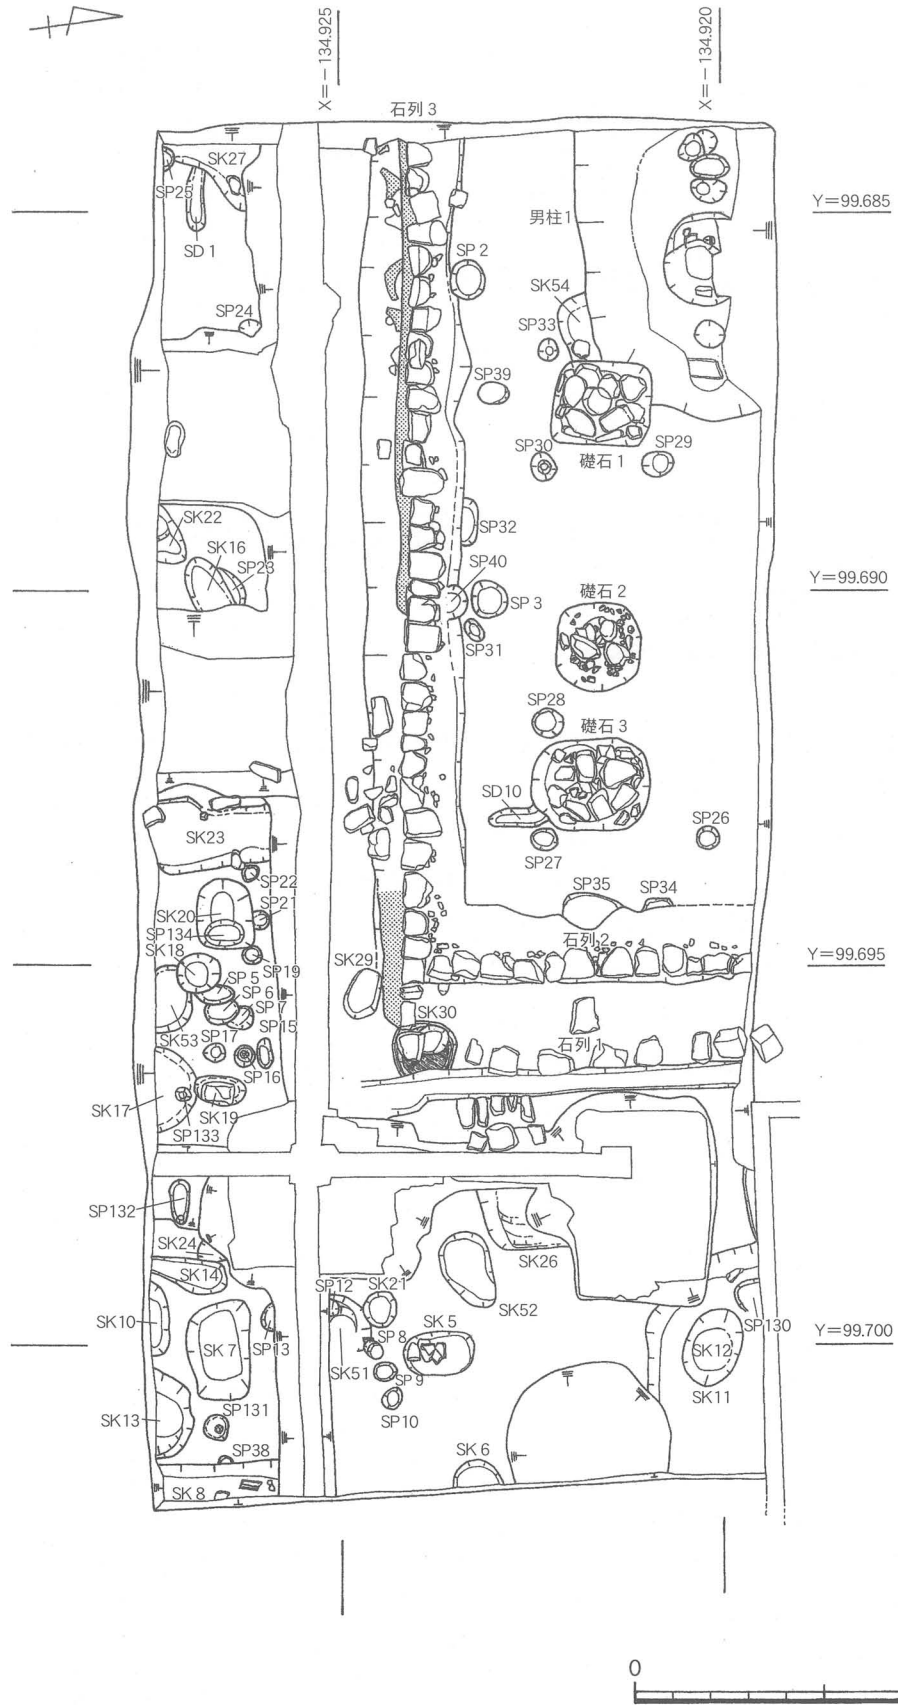 X=－134.925
X=－134.920
石列 3
SK27
SP25
SD 1
SP24
男柱 1
Y=99.685
SP 2
SK54
SP33
SP39
SP30
SP29
礎石 1
SK22
SK16
SP23
SP32
SP40
SP 3
SP31
Y=99.690
礎石 2
SP28
礎石 3
SD10
SP27
SP26
SK23
SP22
SK20
SP21
SP134
SK18
SP19
SP35
SP34
石列 2
Y=99.695
SK29
SP 5
SP 6
SP 7
SP15
SK53
SP17
SK30
石列 1
SP16
SK17
SK19
SP133
SP132
SK24
SK14
SK26
SK52
SP12
SK21
SK10
SK 7
SP13
SP 8
SK 5
SP130
Y=99.700
SK12
SK51
SP 9
SK11
SP10
SK13
SP131
SP38
SK 6
SK 8
0